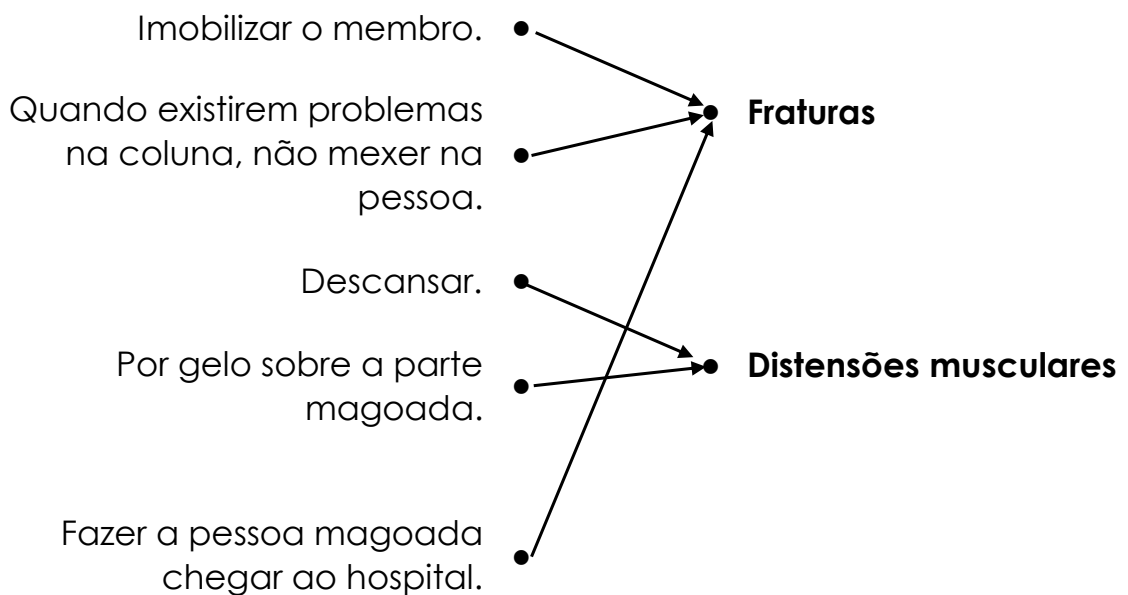 Imobilizar o membro.
Fraturas
Quando existirem problemas
na coluna, não mexer na
pessoa.
Descansar.
Por gelo sobre a parte
magoada.
Distensões musculares
Fazer a pessoa magoada
chegar ao hospital.